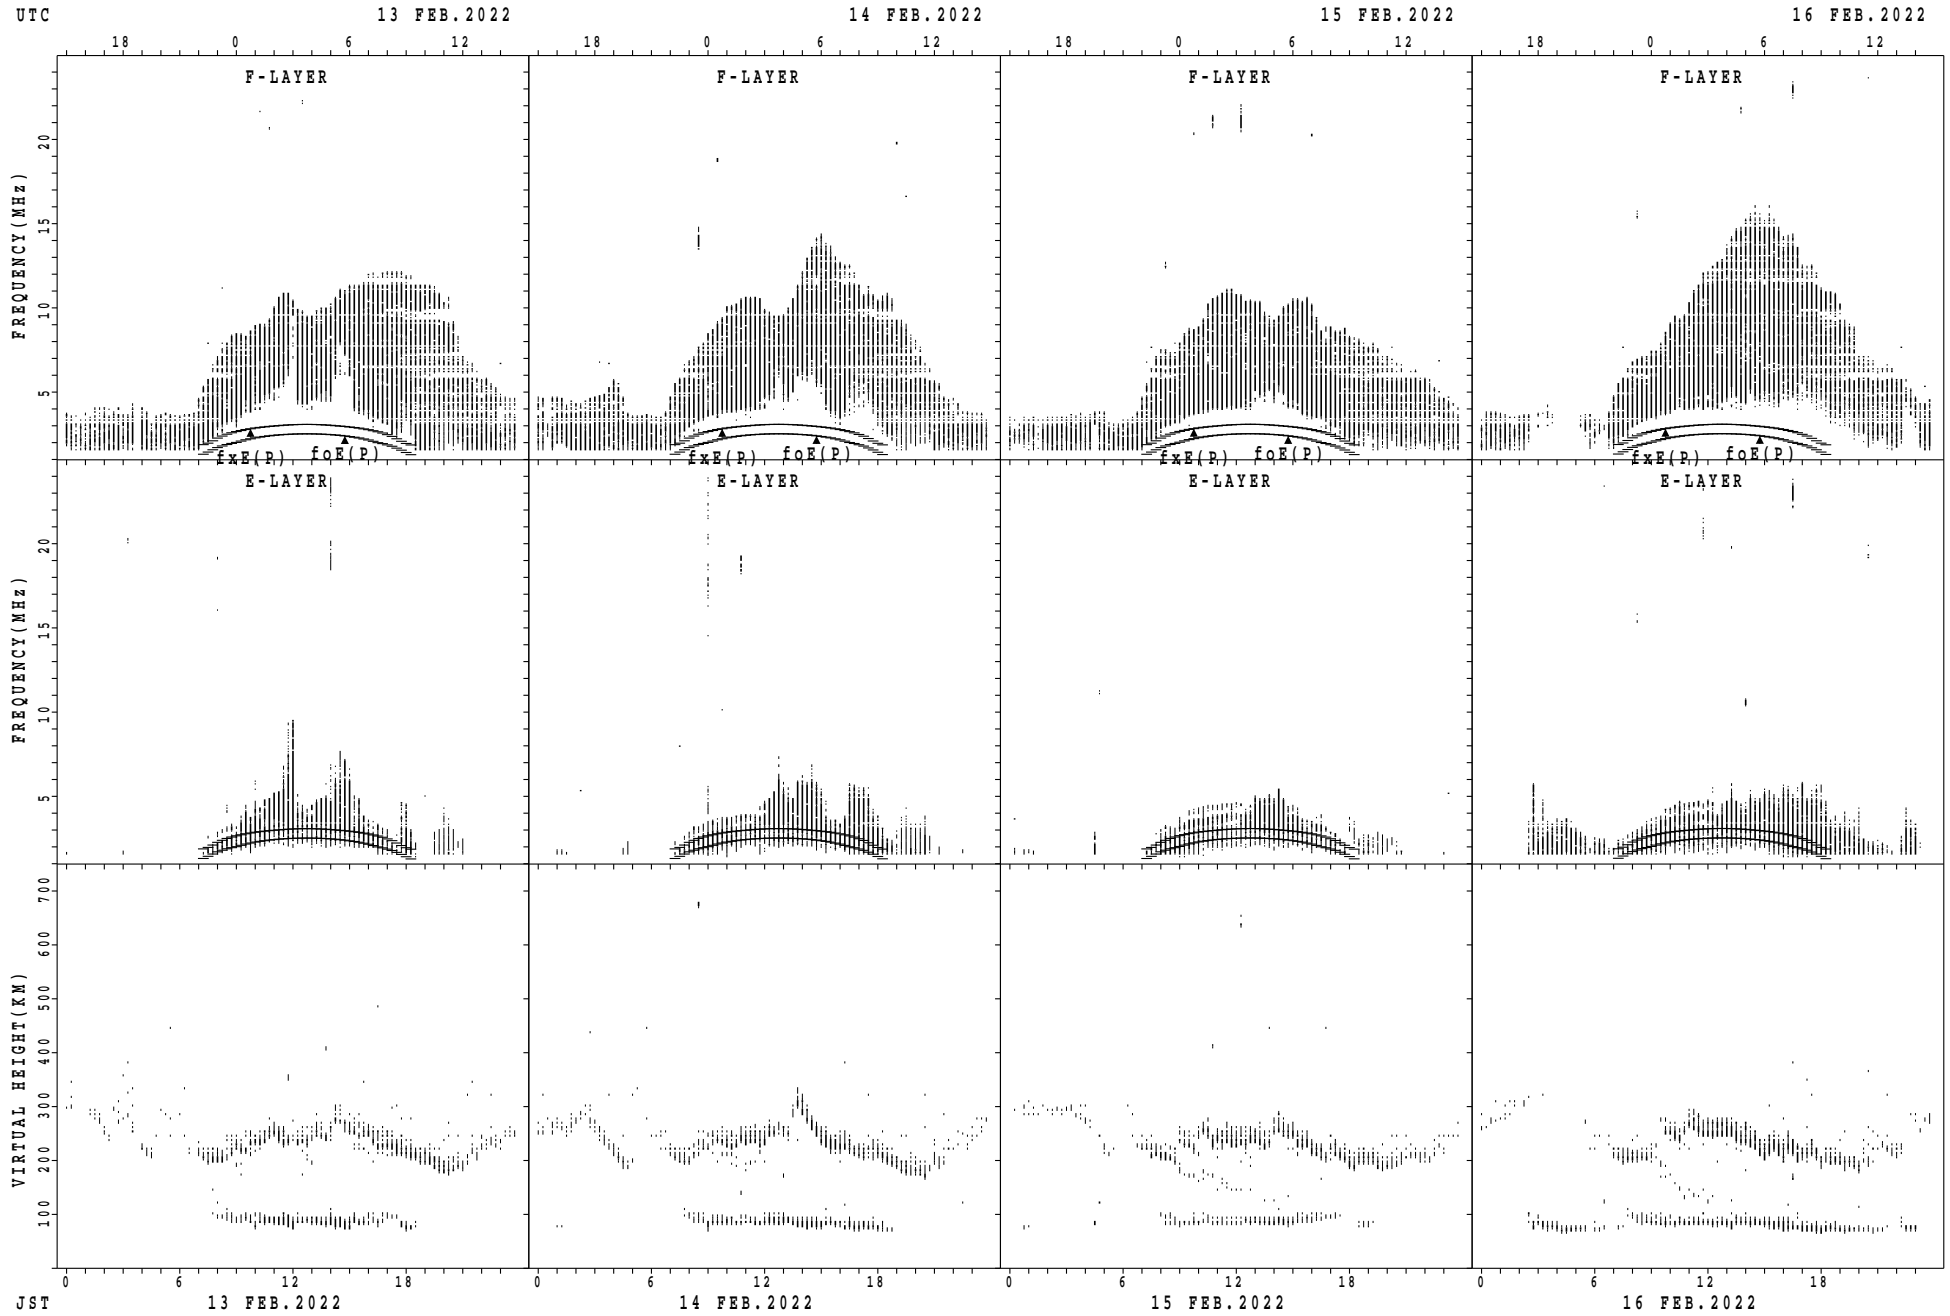 UTC 13 FEB.2022 14 FEB.2022 15 FEB.2022 16 FEB.2022
18 0 6 12 18 0 6 12 18 0 6 12 18 0 6 12
F-LAYER F-LAYER F-LAYER F-LAYER
FREQUENCY(MHz)
20
15
10
5
fxE(P) foE(P) fxE(P) foE(P) fxE(P) foE(P) fxE(P) foE(P)
E-LAYER E-LAYER E-LAYER E-LAYER
FREQUENCY(MHz)
20
15
10
5
VIRTUAL HEIGHT(KM)
700
600
500
400
300
200
100
0 6 12 18 0 6 12 18 0 6 12 18 0 6 12 18
JST 13 FEB.2022 14 FEB.2022 15 FEB.2022 16 FEB.2022